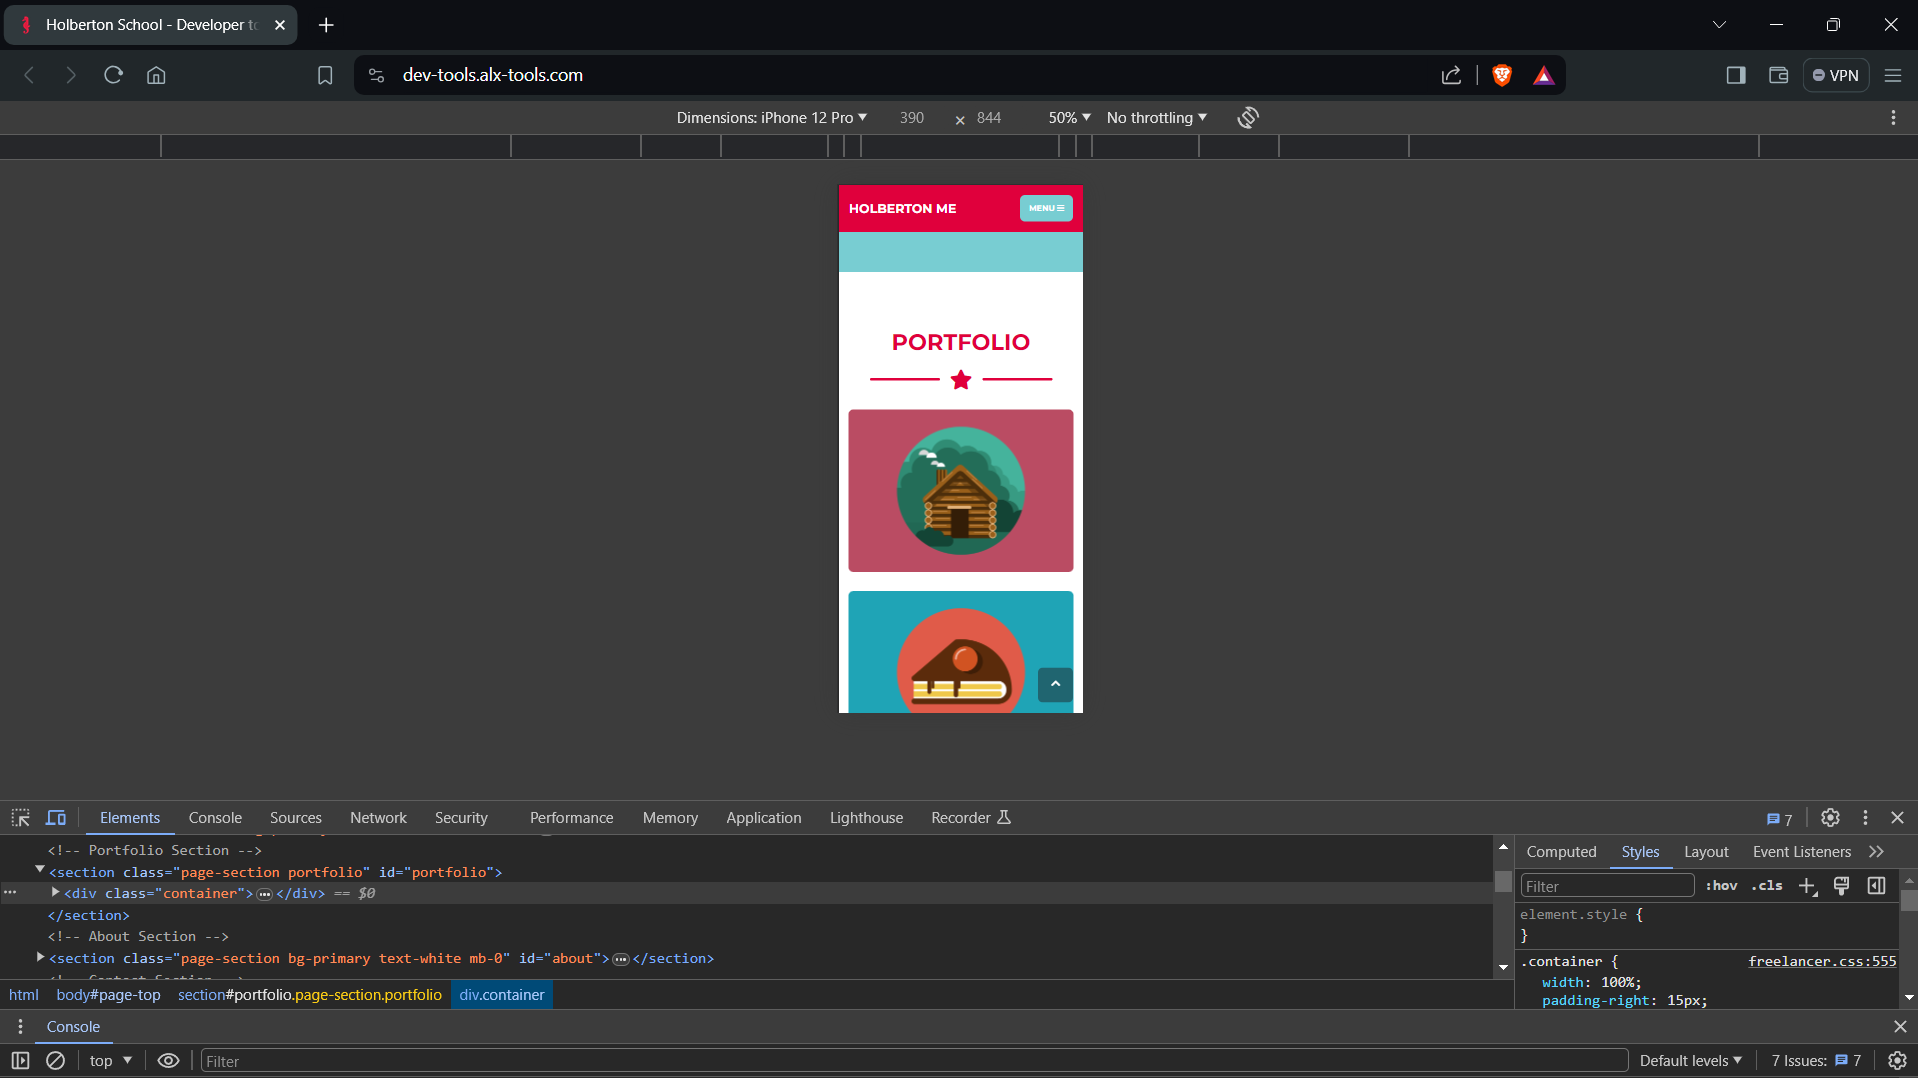 Holberton School - Developer to
dev-tools.alx-tools.com
VPN
Dimensions: iPhone 12 Pro 390 × 844 50% No throttling
HOLBERTON ME
MENU
PORTFOLIO
Elements Console Sources Network Security Performance Memory Application Lighthouse Recorder 7
<!-- Portfolio Section -->
<section class="page-section portfolio" id="portfolio">
<div class="container">…</div> == $0
</section>
<!-- About Section -->
<section class="page-section bg-primary text-white mb-0" id="about">…</section>
<!-- Contact Section -->
html body#page-top section#portfolio.page-section.portfolio div.container
Computed Styles Layout Event Listeners
Filter :hov .cls
element.style {
}
.container { freelancer.css:555
width: 100%;
padding-right: 15px;
Console
top Filter Default levels 7 Issues: 7